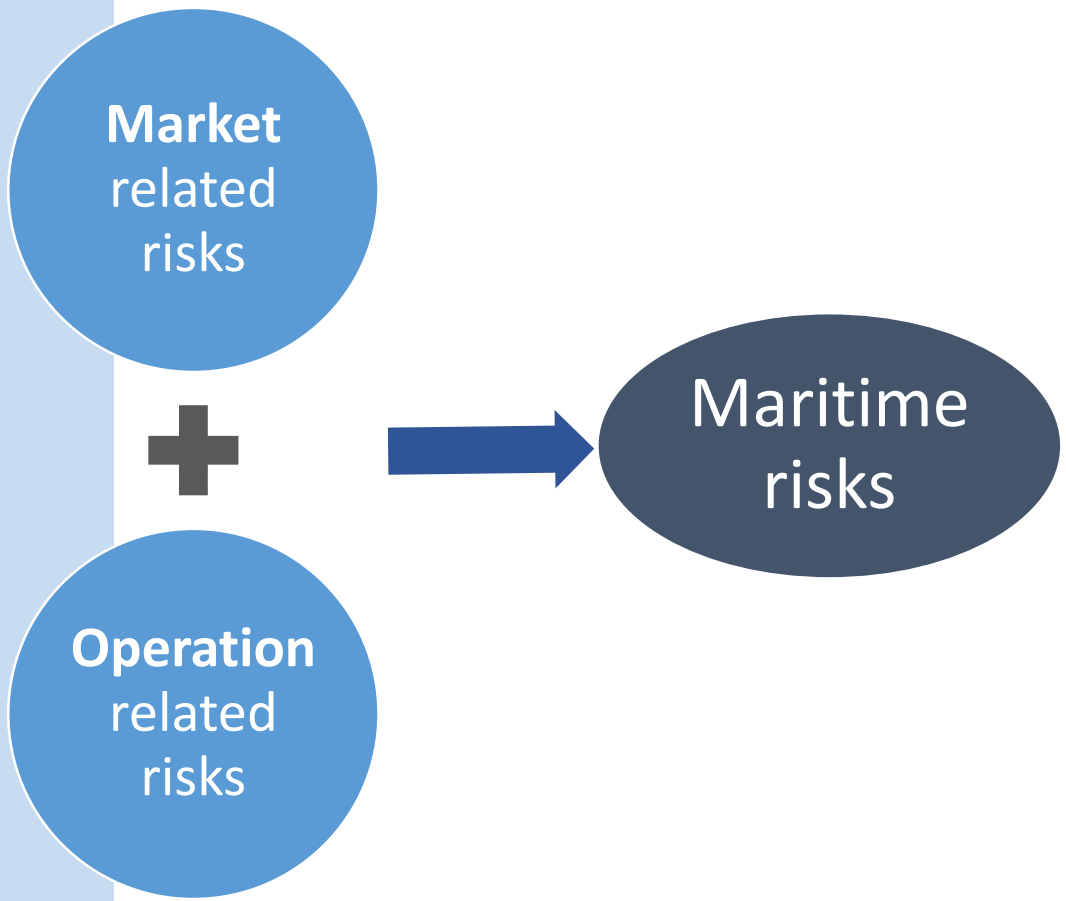 Market
related
risks
Maritime
risks
Operation
related
risks